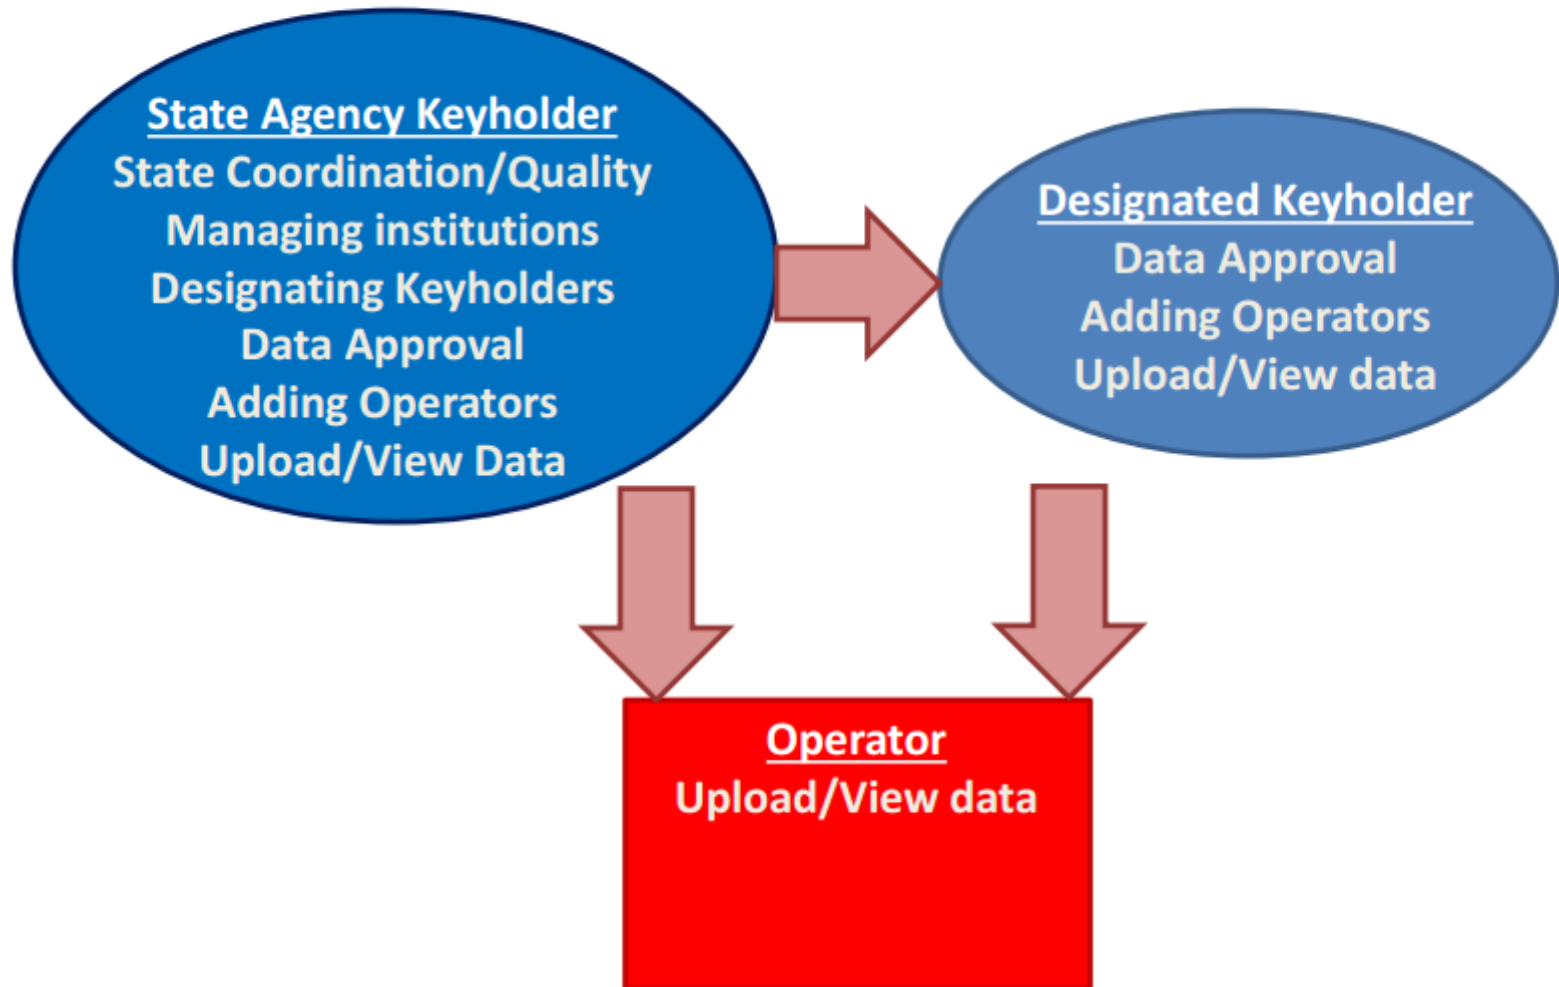 State Agency Keyholder
State Coordination/Quality
Managing institutions
Designating Keyholders
Data Approval
Adding Operators
Upload/View Data
Designated Keyholder
Data Approval
Adding Operators
Upload/View data
Operator
Upload/View data